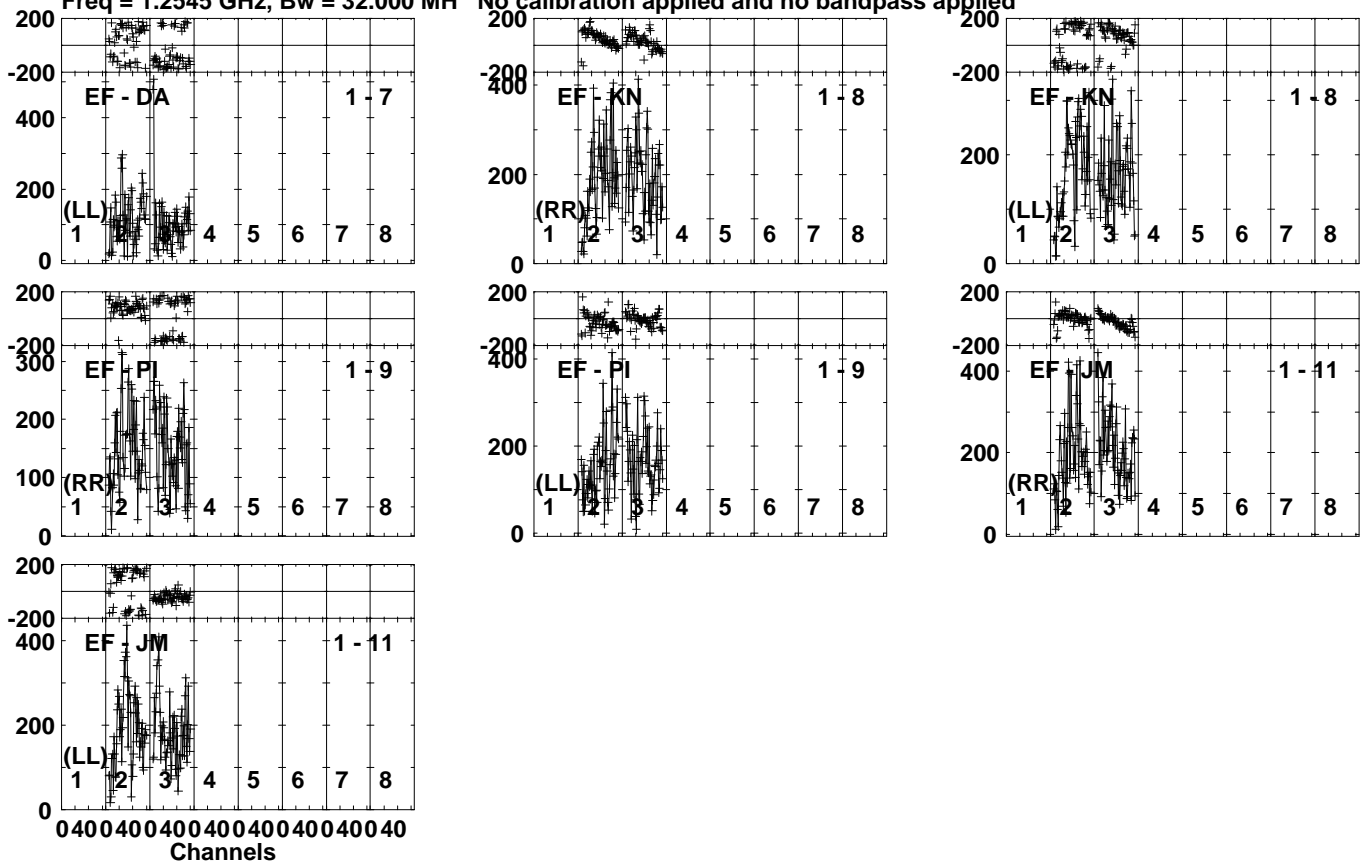 Freq = 1.2545 GHz, Bw = 32.000 MH No calibration applied and no bandpass applied
200
-200
EF - DA 1 - 7
400
200
0
(LL)
1 2 3 4 5 6 7 8
200
-200
400
EF - KN 1 - 8
200
0
(RR)
1 2 3 4 5 6 7 8
200
-200
EF - KN 1 - 8
200
0
(LL)
1 2 3 4 5 6 7 8
200
-200
300
EF - PI 1 - 9
200
100
0
(RR)
1 2 3 4 5 6 7 8
200
-200
400
EF - PI 1 - 9
200
0
(LL)
1 2 3 4 5 6 7 8
200
-200
EF - JM 1 - 11
400
200
0
(RR)
1 2 3 4 5 6 7 8
200
-200
EF - JM 1 - 11
400
200
0
(LL)
1 2 3 4 5 6 7 8
0 40 0 40 0 40 0 40 0 40 0 40 0 40 0 40
Channels